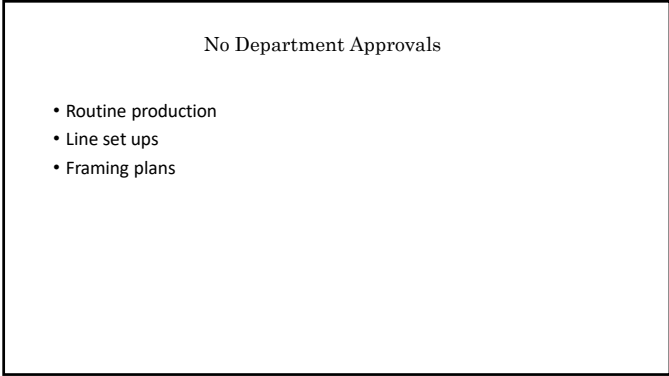 No Department Approvals
• Routine production
• Line set ups
• Framing plans